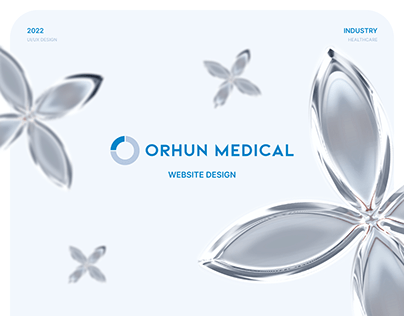 2022
UI/UX DESIGN
INDUSTRY
HEALTHCARE
ORHUN MEDICAL
WEBSITE DESIGN